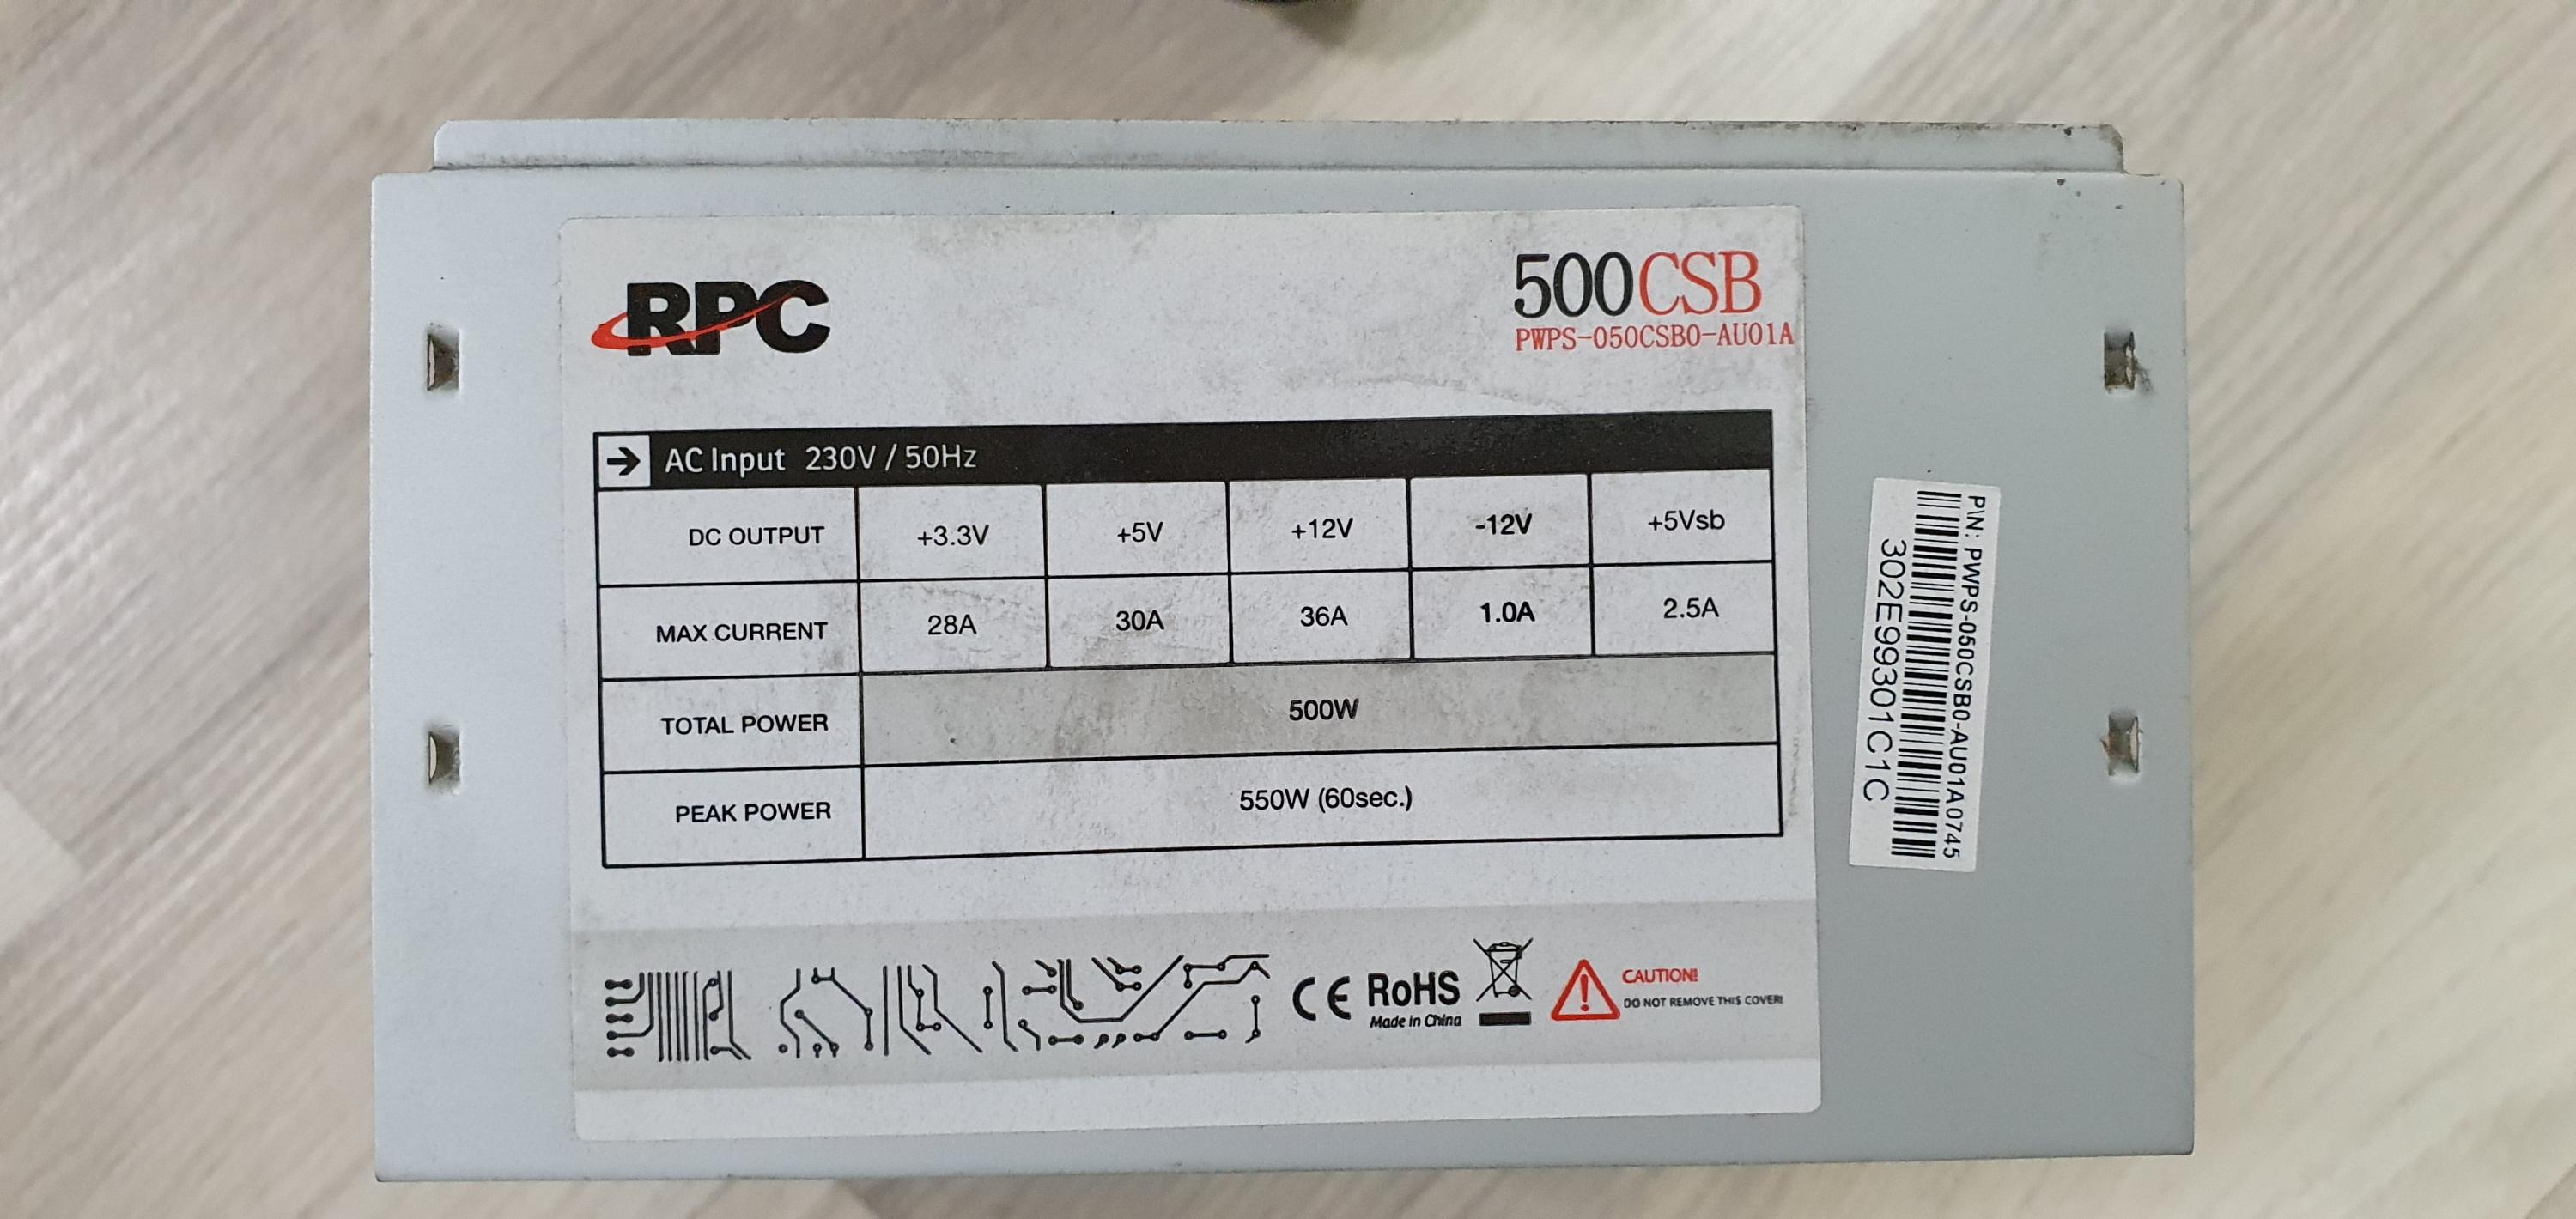 RPC
500CSB
PWPS-050CSB0-AU01A
AC Input 230V / 50Hz
DC OUTPUT +3.3V +5V +12V -12V +5Vsb
MAX CURRENT 28A 30A 36A 1.0A 2.5A
TOTAL POWER 500W
PEAK POWER 550W (60sec.)
CE RoHS
Made in China
CAUTION!
DO NOT REMOVE THIS COVER!
P\N: PWPS-050CSB0-AU01A0745
302E99301C1C